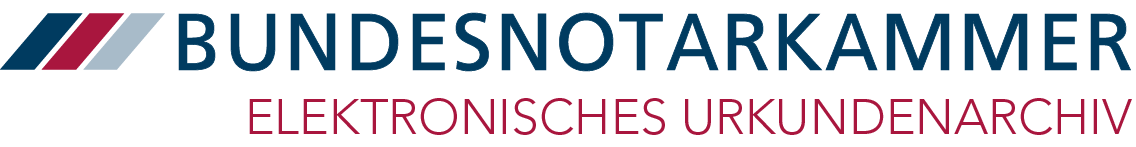 BUNDESNOTARKAMMER
ELEKTRONISCHES URKUNDENARCHIV